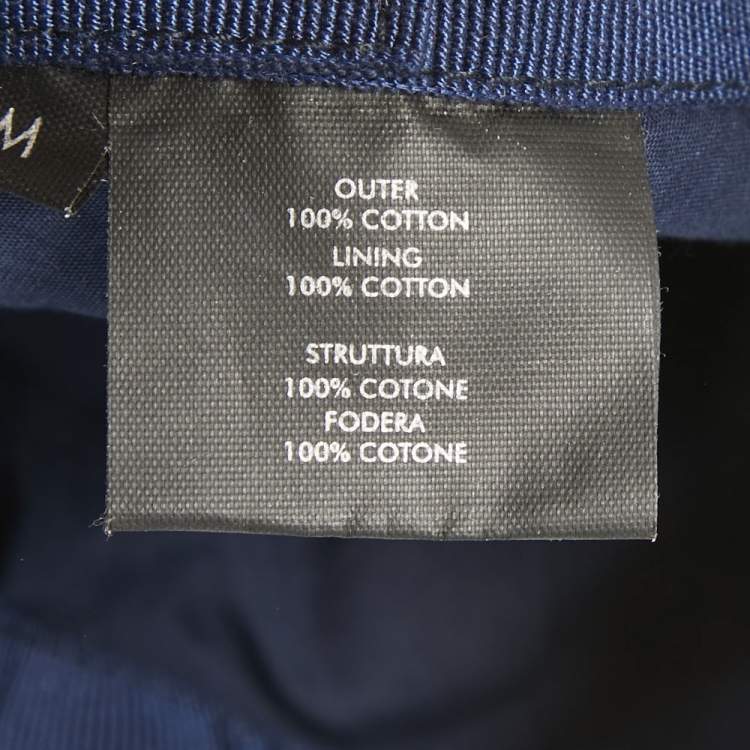 M
OUTER
100% COTTON
LINING
100% COTTON
STRUTTURA
100% COTONE
FODERA
100% COTONE